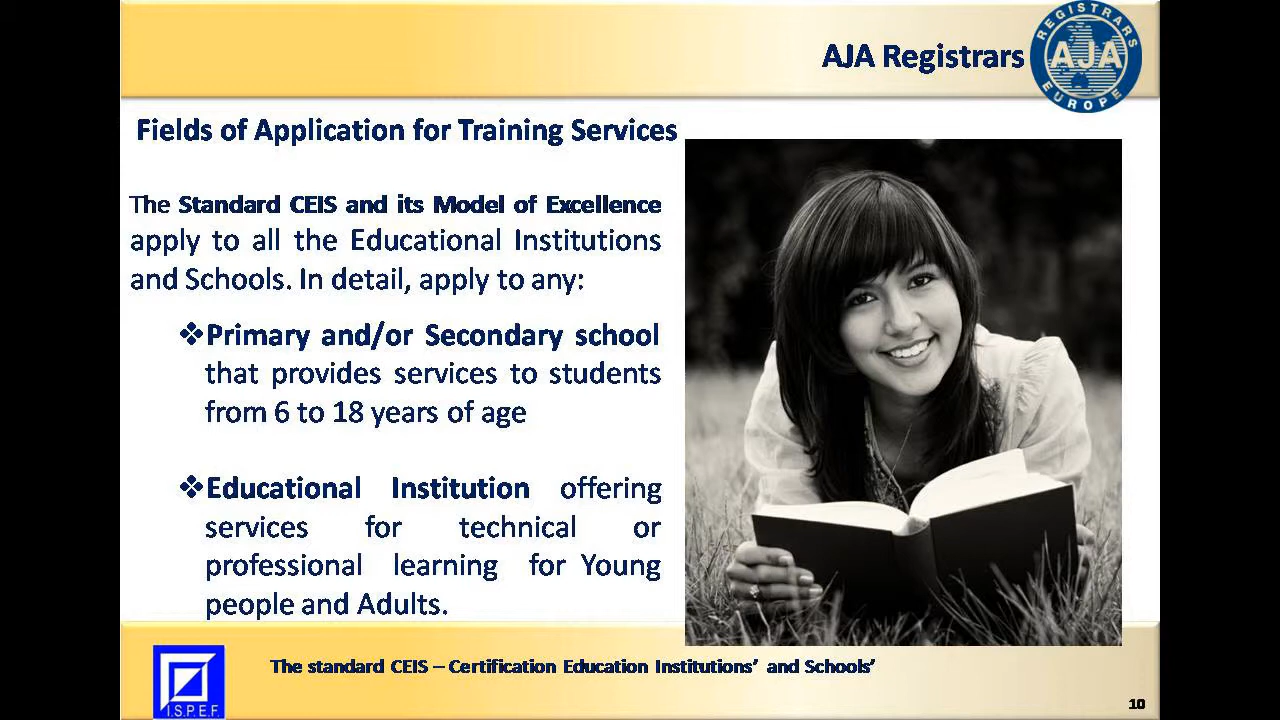 AJA Registrars
REGISTRARS
AJA
EUROPE
Fields of Application for Training Services
The Standard CEIS and its Model of Excellence
apply to all the Educational Institutions
and Schools. In detail, apply to any:
❖Primary and/or Secondary school
that provides services to students
from 6 to 18 years of age
❖Educational Institution offering
services for technical or
professional learning for Young
people and Adults.
I.S.P.E.F.
The standard CEIS – Certification Education Institutions’ and Schools’
10